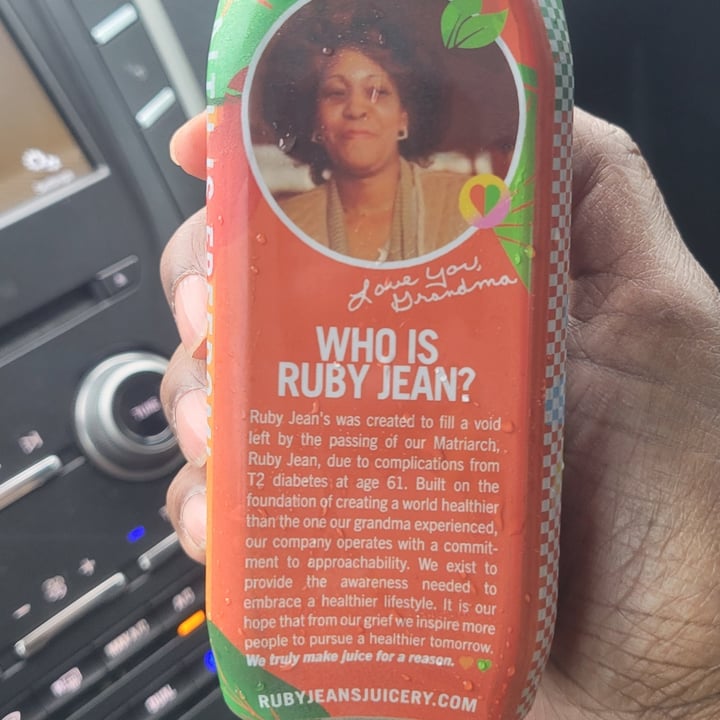 Love You,
Grandma
WHO IS
RUBY JEAN?
Ruby Jean's was created to fill a void
left by the passing of our Matriarch,
Ruby Jean, due to complications from
T2 diabetes at age 61. Built on the
foundation of creating a world healthier
than the one our grandma experienced,
our company operates with a commit-
ment to approachability. We exist to
provide the awareness needed to
embrace a healthier lifestyle. It is our
hope that from our grief we inspire more
people to pursue a healthier tomorrow.
We truly make juice for a reason.
RUBYJEANSJUICERY.COM